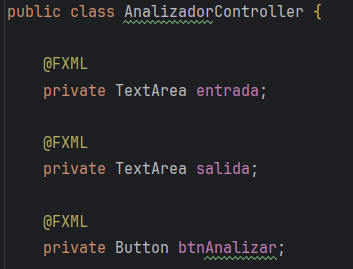 public class AnalizadorController {
@FXML
private TextArea entrada;
@FXML
private TextArea salida;
@FXML
private Button btnAnalizar;